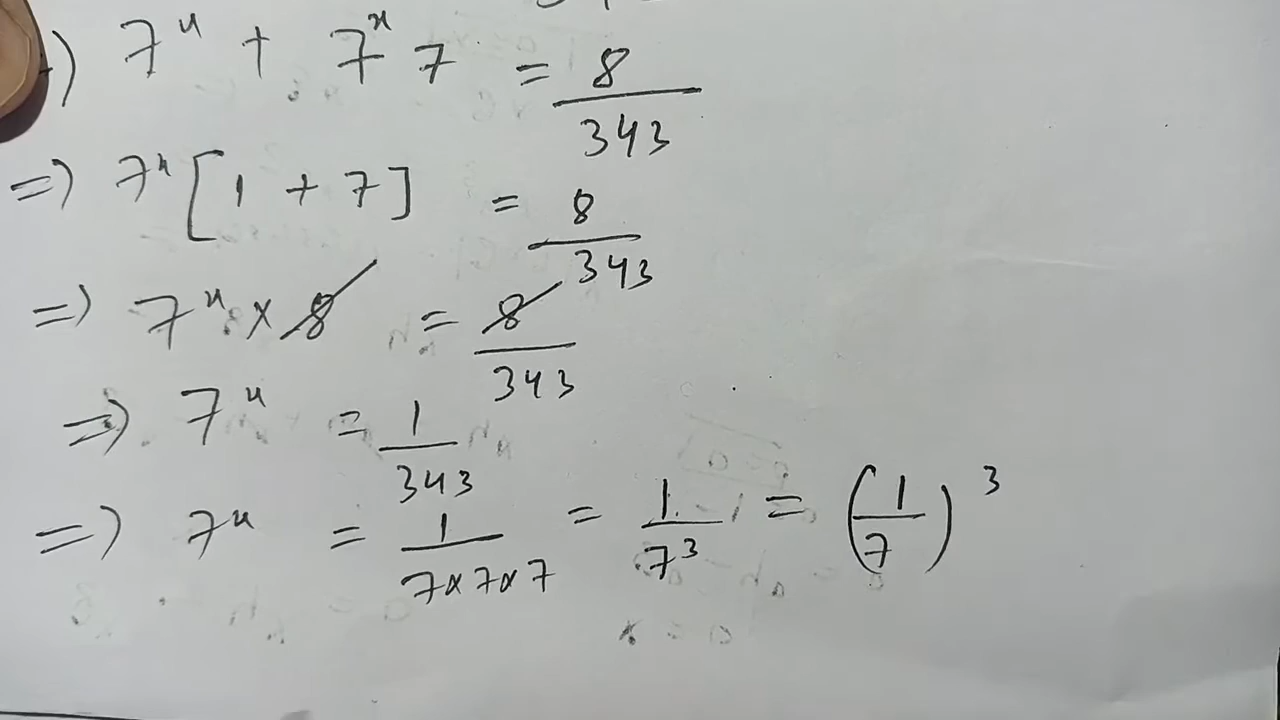 ⇒) 7^x + 7^x 7 = 8/343
⇒) 7^x [1 + 7] = 8/343
⇒) 7^x × 8 = 8/343
⇒) 7^x = 1/343
⇒) 7^x = 1/7×7×7 = 1/7^3 = (1/7)^3